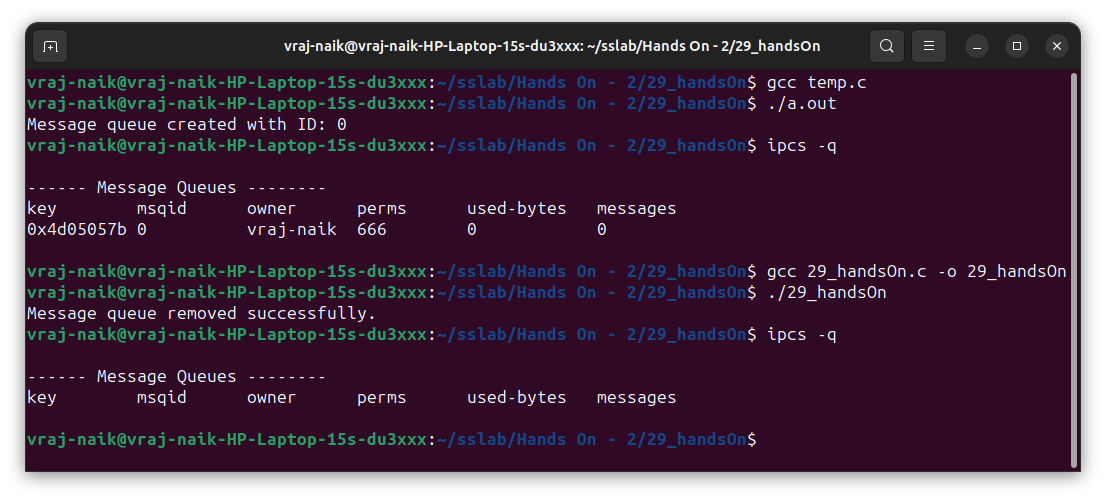 vraj-naik@vraj-naik-HP-Laptop-15s-du3xxx: ~/sslab/Hands On - 2/29_handsOn
vraj-naik@vraj-naik-HP-Laptop-15s-du3xxx:~/sslab/Hands On - 2/29_handsOn$ gcc temp.c
vraj-naik@vraj-naik-HP-Laptop-15s-du3xxx:~/sslab/Hands On - 2/29_handsOn$ ./a.out
Message queue created with ID: 0
vraj-naik@vraj-naik-HP-Laptop-15s-du3xxx:~/sslab/Hands On - 2/29_handsOn$ ipcs -q
------ Message Queues --------
key        msqid      owner      perms      used-bytes   messages
0x4d05057b 0          vraj-naik  666        0            0
vraj-naik@vraj-naik-HP-Laptop-15s-du3xxx:~/sslab/Hands On - 2/29_handsOn$ gcc 29_handsOn.c -o 29_handsOn
vraj-naik@vraj-naik-HP-Laptop-15s-du3xxx:~/sslab/Hands On - 2/29_handsOn$ ./29_handsOn
Message queue removed successfully.
vraj-naik@vraj-naik-HP-Laptop-15s-du3xxx:~/sslab/Hands On - 2/29_handsOn$ ipcs -q
------ Message Queues --------
key        msqid      owner      perms      used-bytes   messages
vraj-naik@vraj-naik-HP-Laptop-15s-du3xxx:~/sslab/Hands On - 2/29_handsOn$